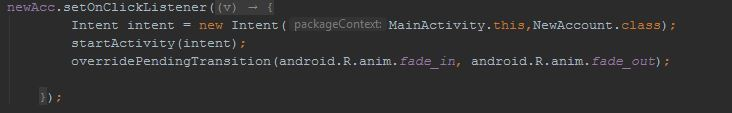 newAcc.setOnClickListener((v) → {
Intent intent = new Intent( packageContext: MainActivity.this,NewAccount.class);
startActivity(intent);
overridePendingTransition(android.R.anim.fade_in, android.R.anim.fade_out);
});